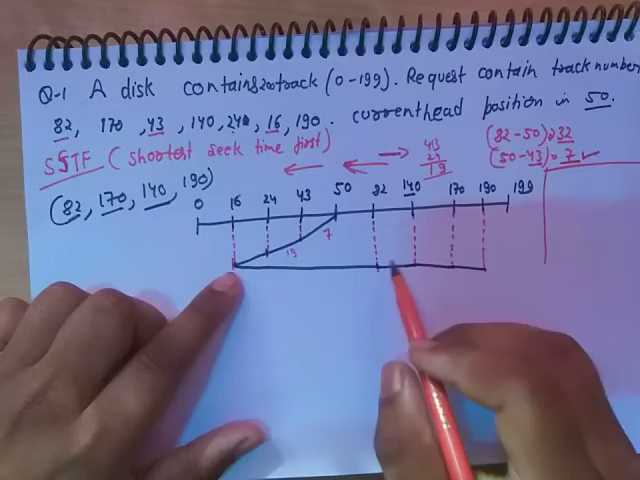 Q-1 A disk contains 200 track (0-199). Request contain track number
82, 170, 43, 140, 24, 16, 190. current head position in 50.
SSTF (shortest seek time first)
43
24
19
(82-50)=32
(50-43)=7 ✓
(82, 170, 140, 190)
0 16 24 43 50 82 140 170 190 199
19 7